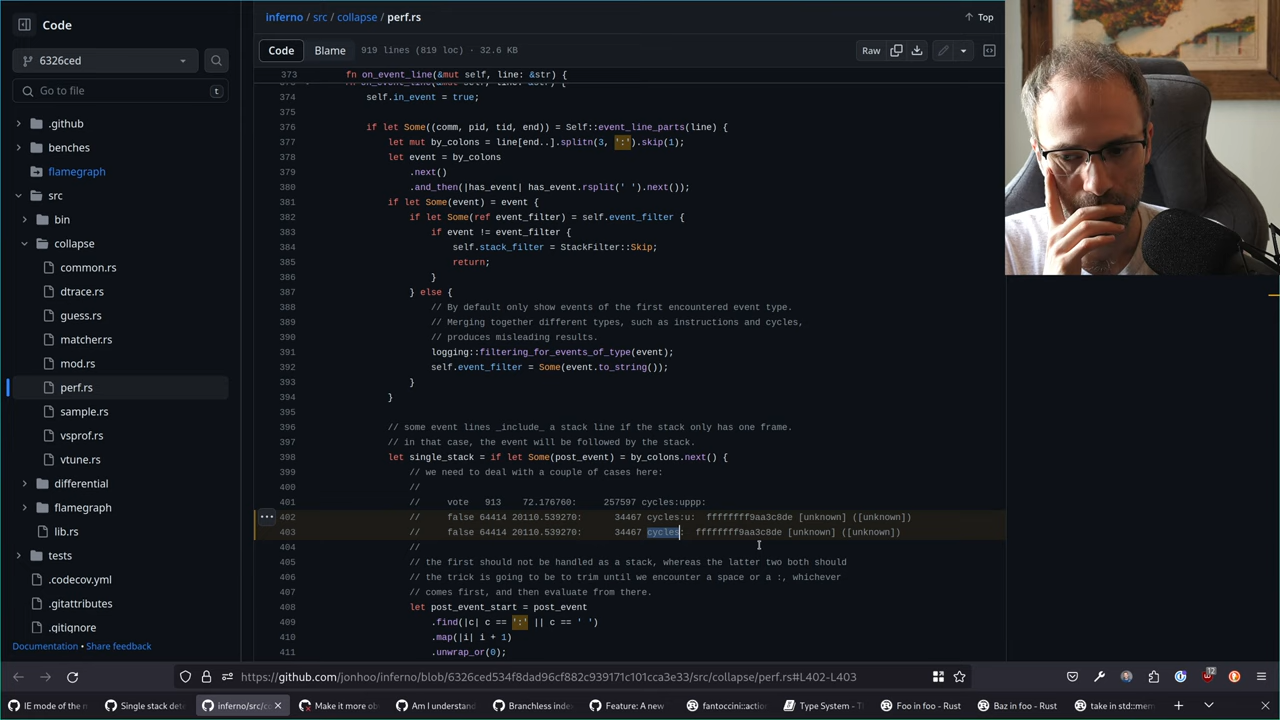 Code
inferno / src / collapse / perf.rs
Top
Code
Blame
919 lines (819 loc) · 32.6 KB
Raw
6326ced
Go to file
t
.github
benches
flamegraph
src
bin
collapse
common.rs
dtrace.rs
guess.rs
matcher.rs
mod.rs
perf.rs
sample.rs
vsprof.rs
vtune.rs
differential
flamegraph
lib.rs
tests
.codecov.yml
.gitattributes
.gitignore
Documentation • Share feedback
373 fn on_event_line(&mut self, line: &str) {
374 self.in_event = true;
375
376 if let Some((comm, pid, tid, end)) = Self::event_line_parts(line) {
377 let mut by_colons = line[end..].splitn(3, ':').skip(1);
378 let event = by_colons
379 .next()
380 .and_then(|has_event| has_event.rsplit(' ').next());
381 if let Some(event) = event {
382 if let Some(ref event_filter) = self.event_filter {
383 if event != event_filter {
384 self.stack_filter = StackFilter::Skip;
385 return;
386 }
387 } else {
388 // By default only show events of the first encountered event type.
389 // Merging together different types, such as instructions and cycles,
390 // produces misleading results.
391 logging::filtering_for_events_of_type(event);
392 self.event_filter = Some(event.to_string());
393 }
394 }
395
396 // some event lines _include_ a stack line if the stack only has one frame.
397 // in that case, the event will be followed by the stack.
398 let single_stack = if let Some(post_event) = by_colons.next() {
399 // we need to deal with a couple of cases here:
400 //
401 // vote 913 72.176760: 257597 cycles:uppp:
402 // false 64414 20110.539270: 34467 cycles:u: ffffffff9aa3c8de [unknown] ([unknown])
403 // false 64414 20110.539270: 34467 cycles: ffffffff9aa3c8de [unknown] ([unknown])
404 //
405 // the first should not be handled as a stack, whereas the latter two both should
406 // the trick is going to be to trim until we encounter a space or a :, whichever
407 // comes first, and then evaluate from there.
408 let post_event_start = post_event
409 .find(|c| c == ':' || c == ' ')
410 .map(|i| i + 1)
411 .unwrap_or(0);
https://github.com/jonhoo/inferno/blob/6326ced534f8dad96cf882c939171c101cca3e33/src/collapse/perf.rs#L402-L403
12
IE mode of the n
Single stack det
inferno/src/c
Make it more ob
Am I understand
Branchless index
Feature: A new
fantoccini::actio
Type System - Th
Foo in foo - Rust
Baz in foo - Rust
take in std::mem